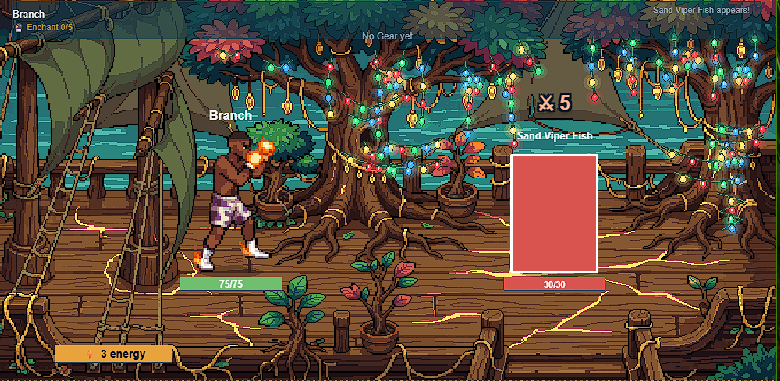 Branch
Enchant 0/5
Sand Viper Fish appears!
No Gear yet
5
Branch
Sand Viper Fish
75/75
30/30
3 energy